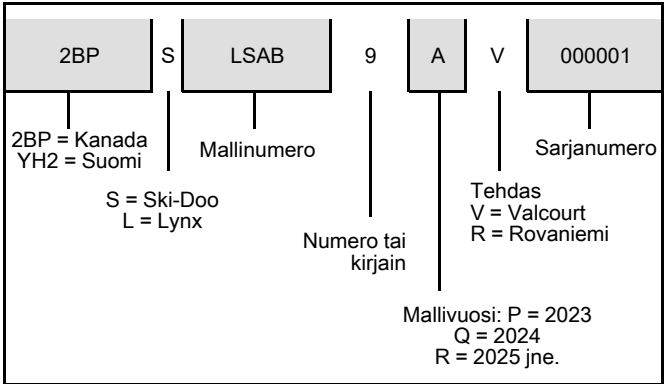 2BP S LSAB 9 A V 000001
2BP = Kanada
YH2 = Suomi
Mallinumero
Sarjanumero
S = Ski-Doo
L = Lynx
Tehdas
V = Valcourt
R = Rovaniemi
Numero tai
kirjain
Mallivuosi: P = 2023
Q = 2024
R = 2025 jne.